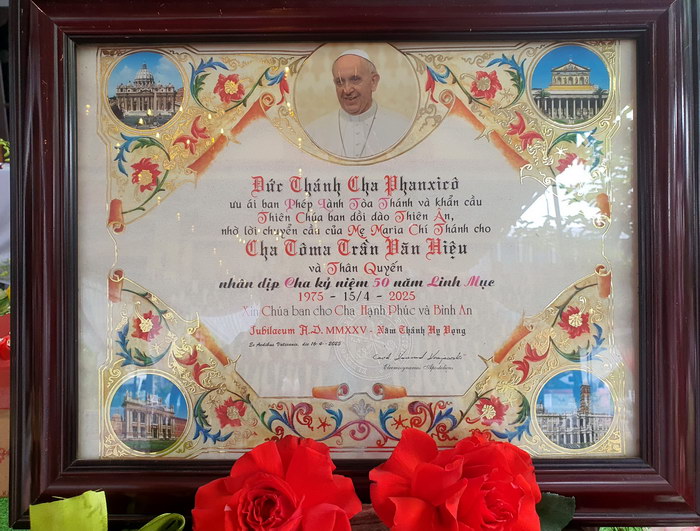 Đức Thánh Cha Phanxicô
ưu ái ban Phép Lành Tòa Thánh và khẩn cầu
Thiên Chúa ban dồi dào Thiên Ân,
nhờ lời chuyển cầu của Mẹ Maria Chí Thánh cho
Cha Tôma Trần Văn Hiệu
và Thân Quyến
nhân dịp Cha kỷ niệm 50 năm Linh Mục
1975 - 15/4 - 2025
Xin Chúa ban cho Cha Hạnh Phúc và Bình An
Jubilaeum A.D. MMXXV - Năm Thánh Hy Vọng
Ex Aedibus Vaticanis, die